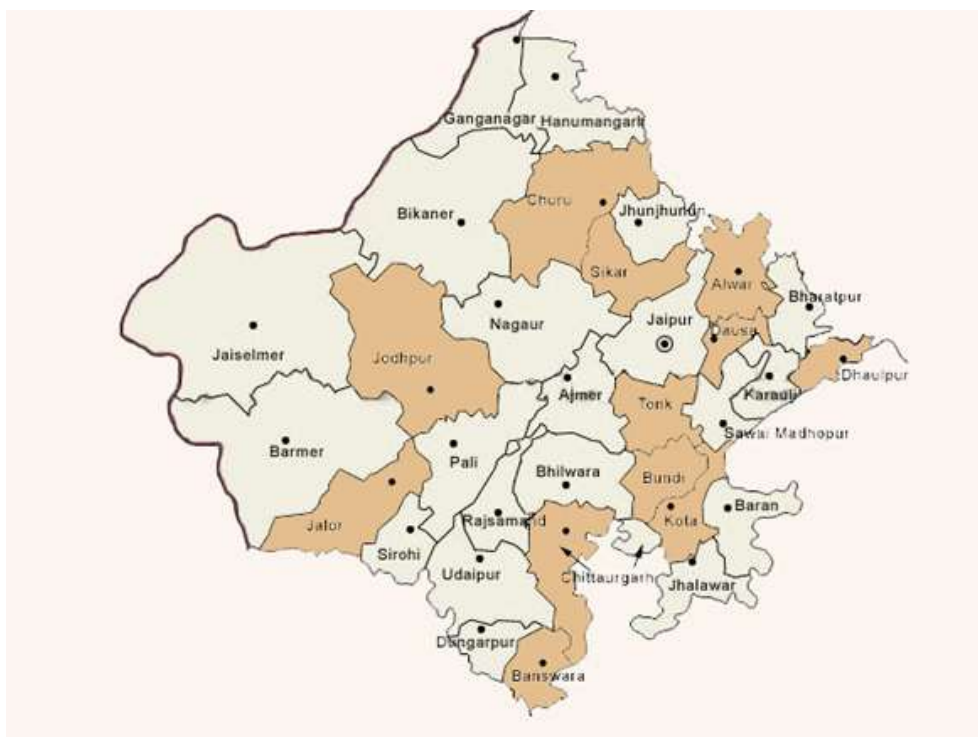 Ganganagar
Hanumangarh
Churu
Bikaner
Jhunjhunun
Sikar
Alwar
Bharatpur
Nagaur
Jaipur
Dausa
Jaiselmer
Jodhpur
Dhaulpur
Ajmer
Tonk
Karauli
Sawai Madhopur
Barmer
Pali
Bhilwara
Bundi
Baran
Jalor
Rajsamand
Kota
Sirohi
Udaipur
Chittaurgarh
Jhalawar
Dungarpur
Banswara